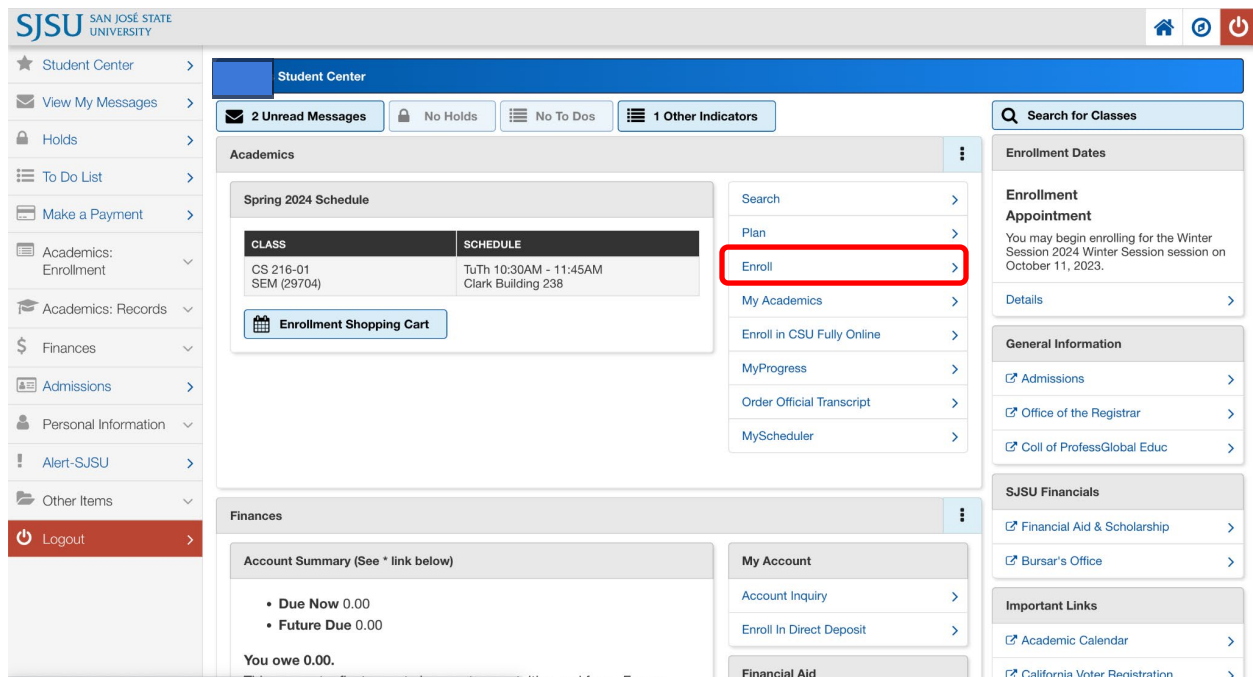 SJSU SAN JOSÉ STATE
UNIVERSITY
Student Center
View My Messages
Holds
To Do List
Make a Payment
Academics:
Enrollment
Academics: Records
$ Finances
Admissions
Personal Information
Alert-SJSU
Other Items
Logout
Student Center
2 Unread Messages
No Holds
No To Dos
1 Other Indicators
Academics
Spring 2024 Schedule
CLASS SCHEDULE
CS 216-01 TuTh 10:30AM - 11:45AM
SEM (29704) Clark Building 238
Enrollment Shopping Cart
Search
Plan
Enroll
My Academics
Enroll in CSU Fully Online
MyProgress
Order Official Transcript
MyScheduler
Finances
Account Summary (See * link below)
• Due Now 0.00
• Future Due 0.00
You owe 0.00.
My Account
Account Inquiry
Enroll In Direct Deposit
Financial Aid
Search for Classes
Enrollment Dates
Enrollment
Appointment
You may begin enrolling for the Winter
Session 2024 Winter Session session on
October 11, 2023.
Details
General Information
Admissions
Office of the Registrar
Coll of ProfessGlobal Educ
SJSU Financials
Financial Aid & Scholarship
Bursar's Office
Important Links
Academic Calendar
California Voter Registration